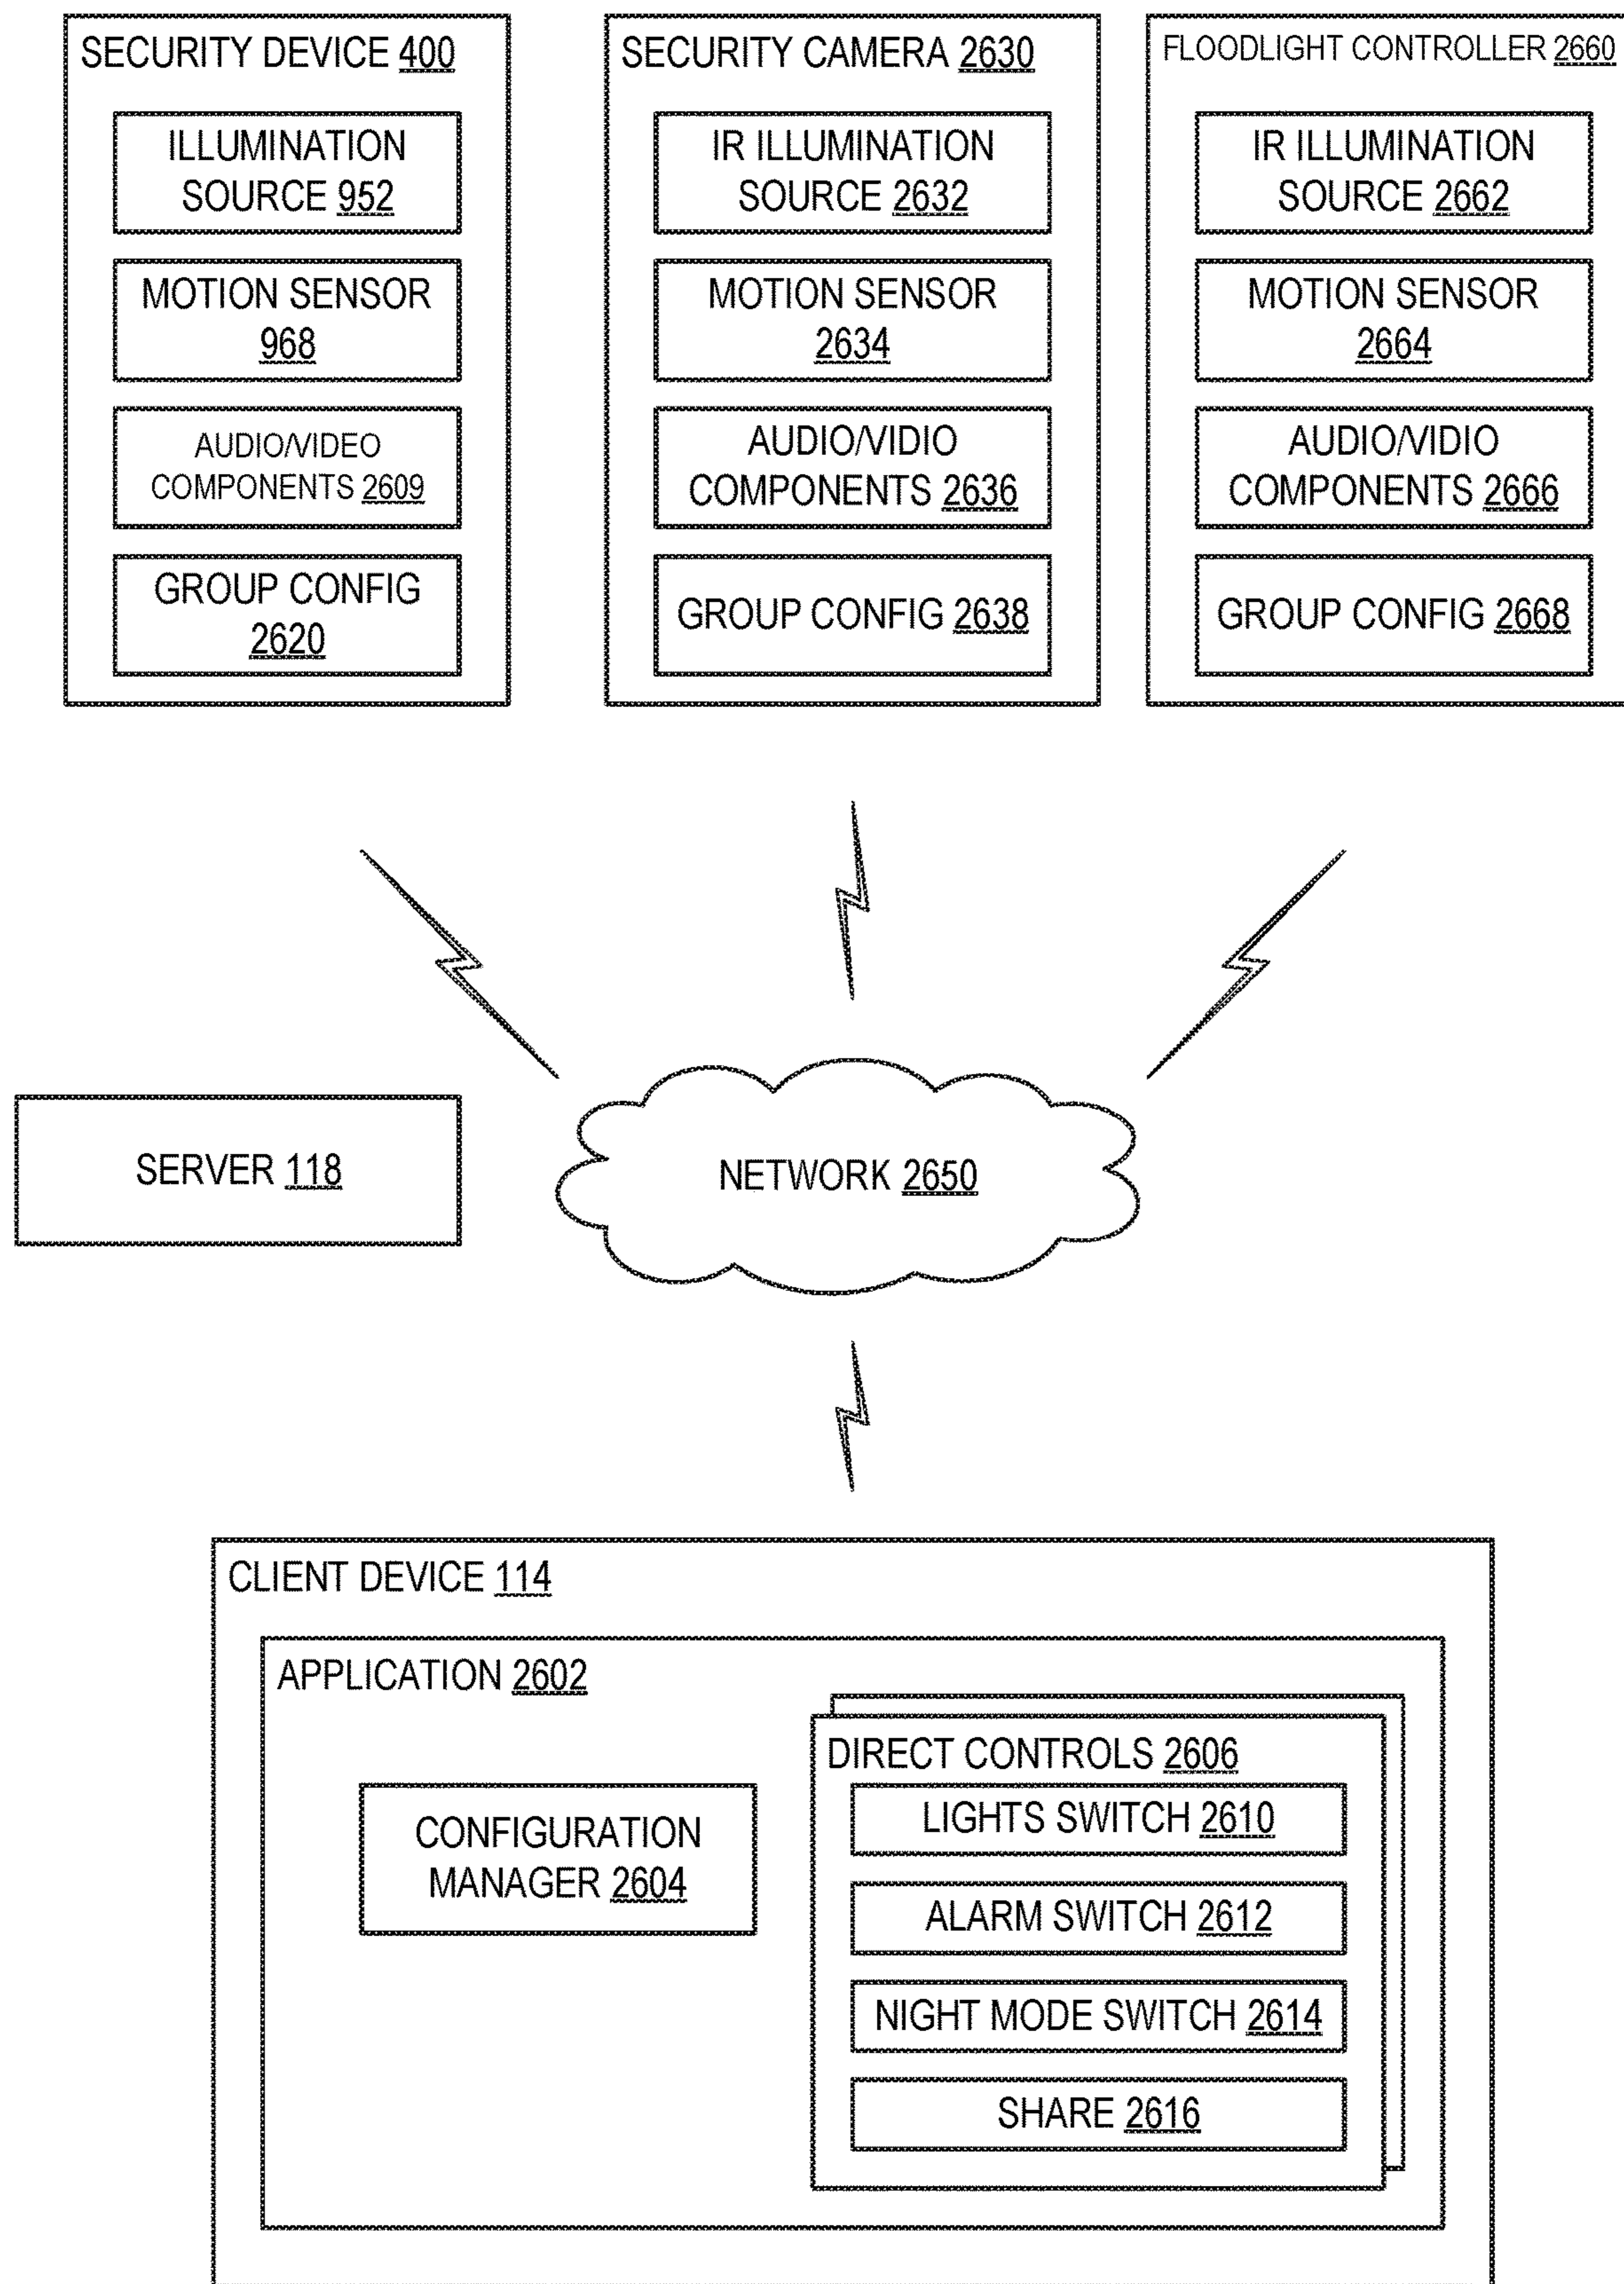 SECURITY DEVICE 400
ILLUMINATION
SOURCE 952
MOTION SENSOR
968
AUDIO/VIDEO
COMPONENTS 2609
GROUP CONFIG
2620
SECURITY CAMERA 2630
IR ILLUMINATION
SOURCE 2632
MOTION SENSOR
2634
AUDIO/VIDIO
COMPONENTS 2636
GROUP CONFIG 2638
FLOODLIGHT CONTROLLER 2660
IR ILLUMINATION
SOURCE 2662
MOTION SENSOR
2664
AUDIO/VIDIO
COMPONENTS 2666
GROUP CONFIG 2668
SERVER 118
NETWORK 2650
CLIENT DEVICE 114
APPLICATION 2602
CONFIGURATION
MANAGER 2604
DIRECT CONTROLS 2606
LIGHTS SWITCH 2610
ALARM SWITCH 2612
NIGHT MODE SWITCH 2614
SHARE 2616